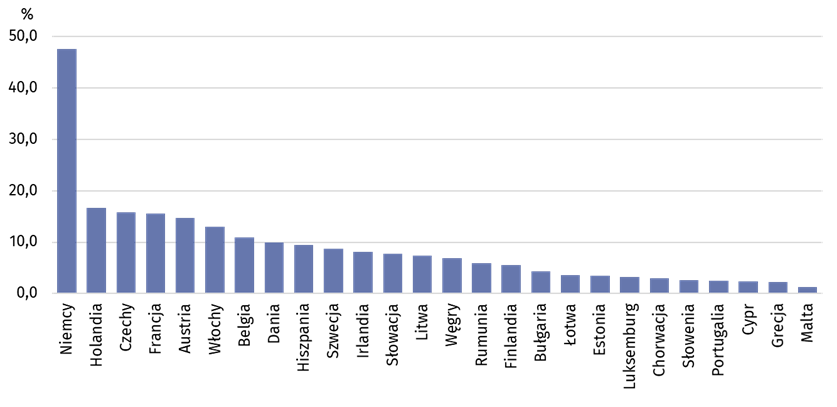 %
50,0
40,0
30,0
20,0
10,0
0,0
Niemcy
Holandia
Czechy
Francja
Austria
Włochy
Belgia
Dania
Hiszpania
Szwecja
Irlandia
Słowacja
Litwa
Węgry
Rumunia
Finlandia
Bułgaria
Łotwa
Estonia
Luksemburg
Chorwacja
Słowenia
Portugalia
Cypr
Grecja
Malta